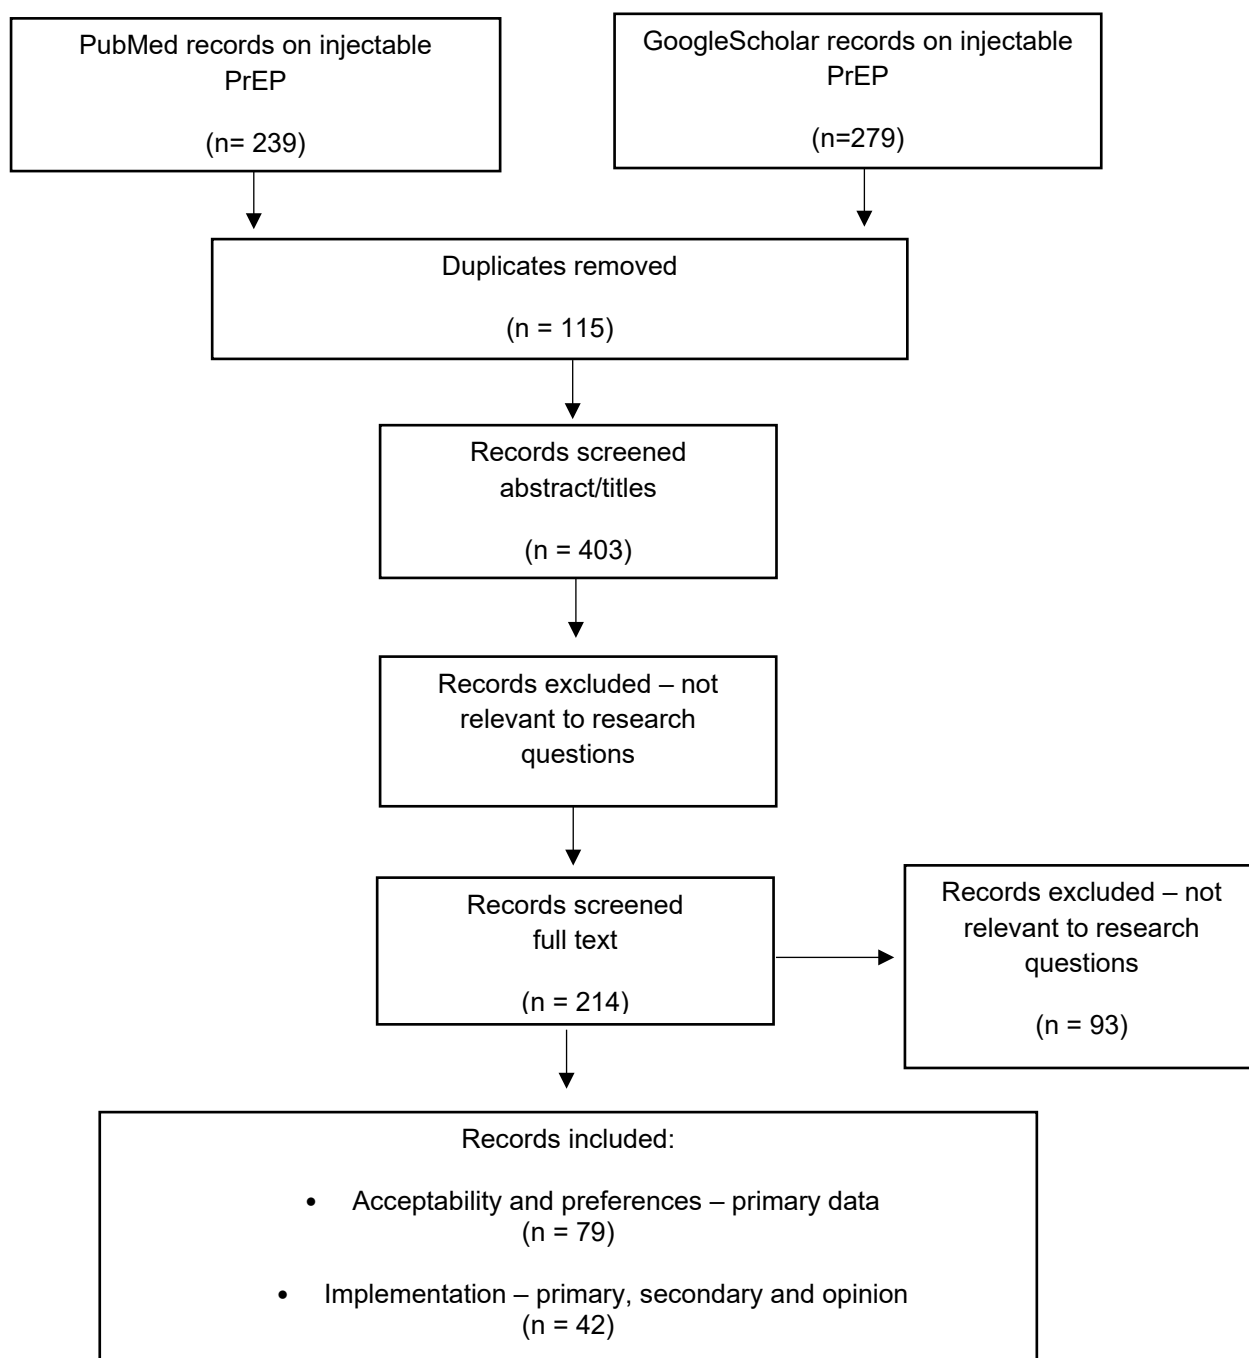 PubMed records on injectable
PrEP
(n= 239)
GoogleScholar records on injectable
PrEP
(n=279)
Duplicates removed
(n = 115)
Records screened
abstract/titles
(n = 403)
Records excluded – not
relevant to research
questions
Records screened
full text
(n = 214)
Records excluded – not
relevant to research
questions
(n = 93)
Records included:
• Acceptability and preferences – primary data
(n = 79)
• Implementation – primary, secondary and opinion
(n = 42)